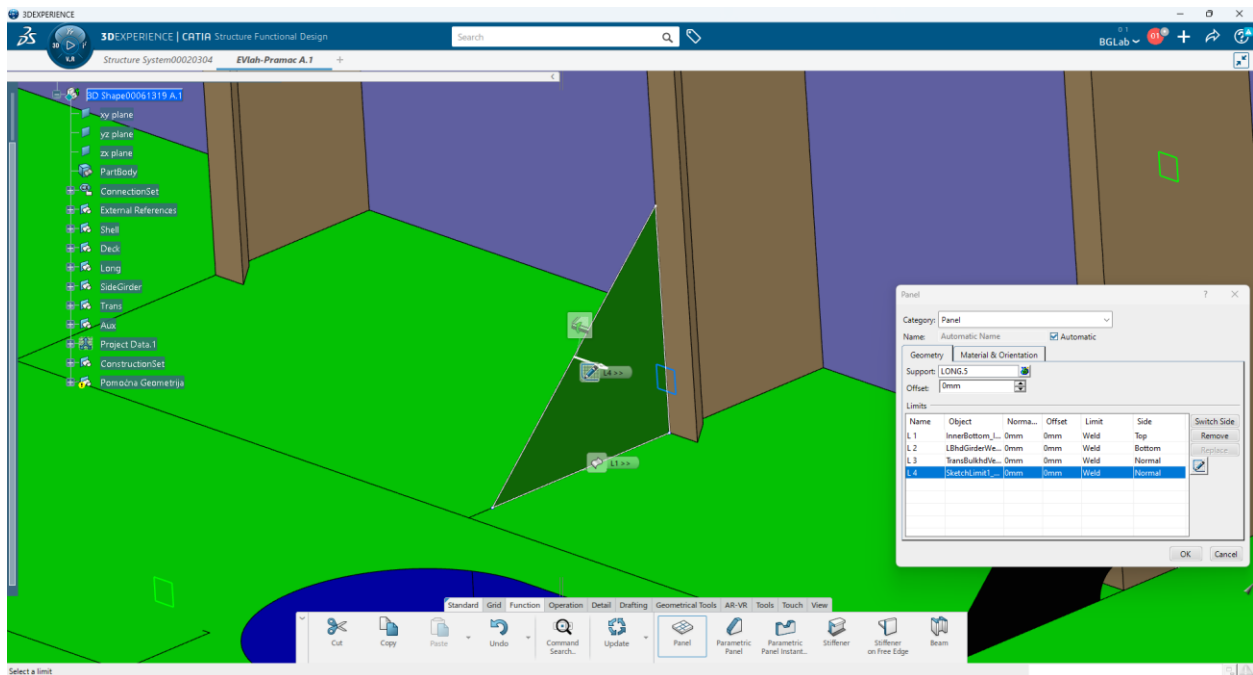 3DEXPERIENCE
3DEXPERIENCE | CATIA Structure Functional Design
Search
BGLab
Structure System00020304
EVlah-Pramac A.1
3D Shape00061319 A.1
xy plane
yz plane
zx plane
PartBody
ConnectionSet
External References
Shell
Deck
Long
SideGirder
Trans
Aux
Project Data.1
ConstructionSet
Pomoćna Geometrija
L4 >>
L1 >>
Panel
Category: Panel
Name: Automatic Name Automatic
Geometry Material & Orientation
Support: LONG.5
Offset: 0mm
Limits
Name Object Norma... Offset Limit Side
L 1 InnerBottom_I... 0mm 0mm Weld Top
L 2 LBhdGirderWe... 0mm 0mm Weld Bottom
L 3 TransBulkhdVe... 0mm 0mm Weld Normal
L 4 SketchLimit1_... 0mm 0mm Weld Normal
Switch Side
Remove
Replace
OK Cancel
Standard Grid Function Operation Detail Drafting Geometrical Tools AR-VR Tools Touch View
Cut
Copy
Paste
Undo
Command Search...
Update
Panel
Parametric Panel
Parametric Panel Instant...
Stiffener
Stiffener on Free Edge
Beam
Select a limit